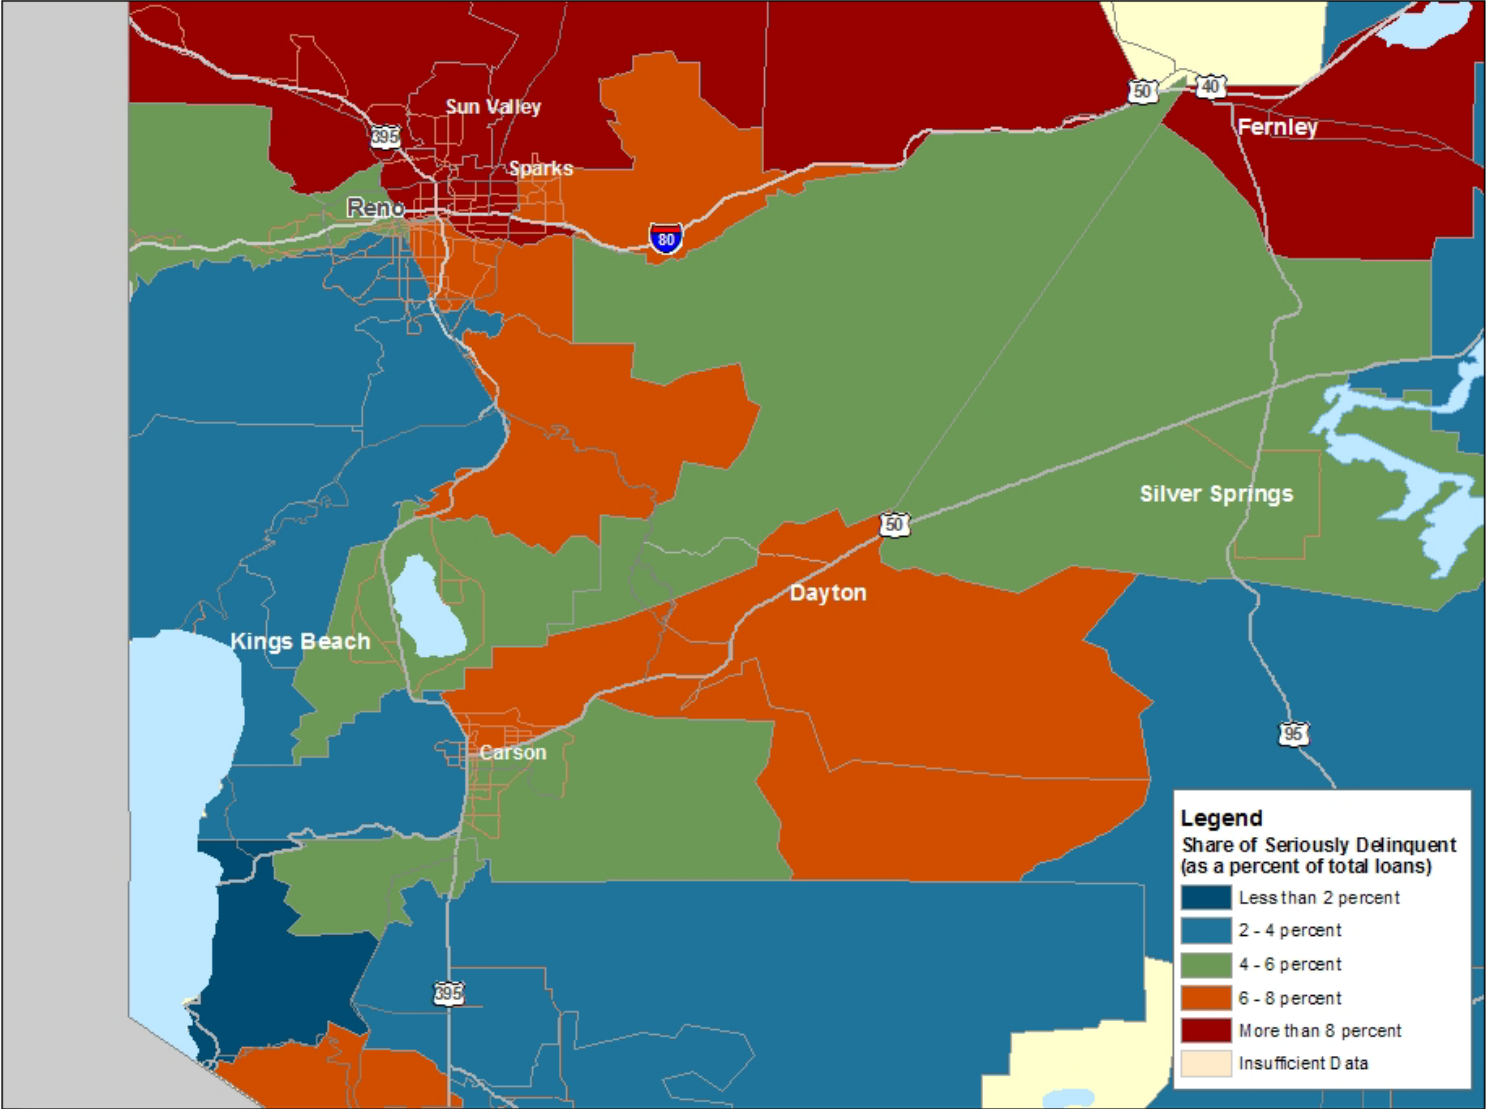 50
40
Sun Valley
Fernley
395
Sparks
Reno
80
Silver Springs
50
Dayton
Kings Beach
95
Carson
395
Legend
Share of Seriously Delinquent
(as a percent of total loans)
Less than 2 percent
2 - 4 percent
4 - 6 percent
6 - 8 percent
More than 8 percent
Insufficient Data